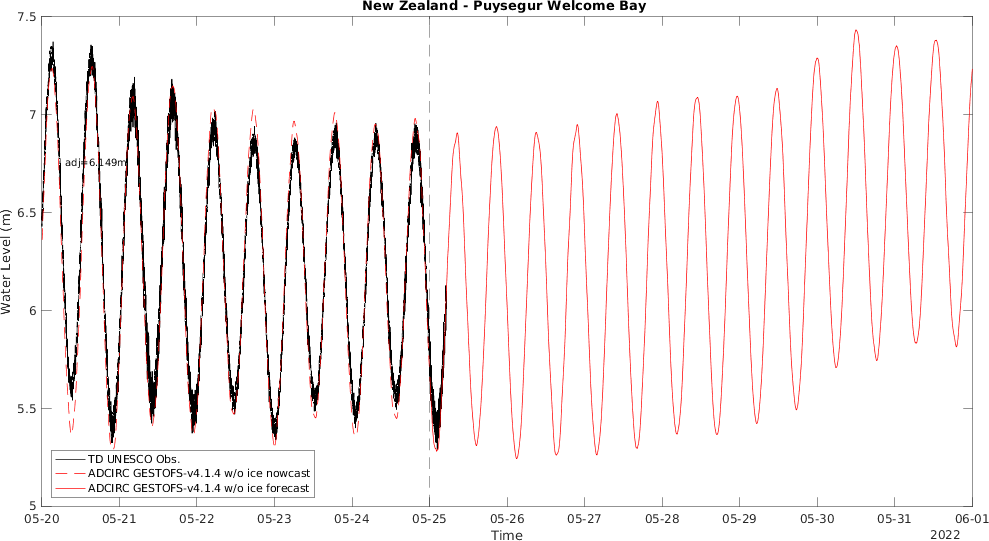 New Zealand - Puysegur Welcome Bay
7.5
7
6.5
6
5.5
5
Water Level (m)
adj=6.149m
TD UNESCO Obs.
ADCIRC GESTOFS-v4.1.4 w/o ice nowcast
ADCIRC GESTOFS-v4.1.4 w/o ice forecast
05-20 05-21 05-22 05-23 05-24 05-25 05-26 05-27 05-28 05-29 05-30 05-31 06-01
Time
2022